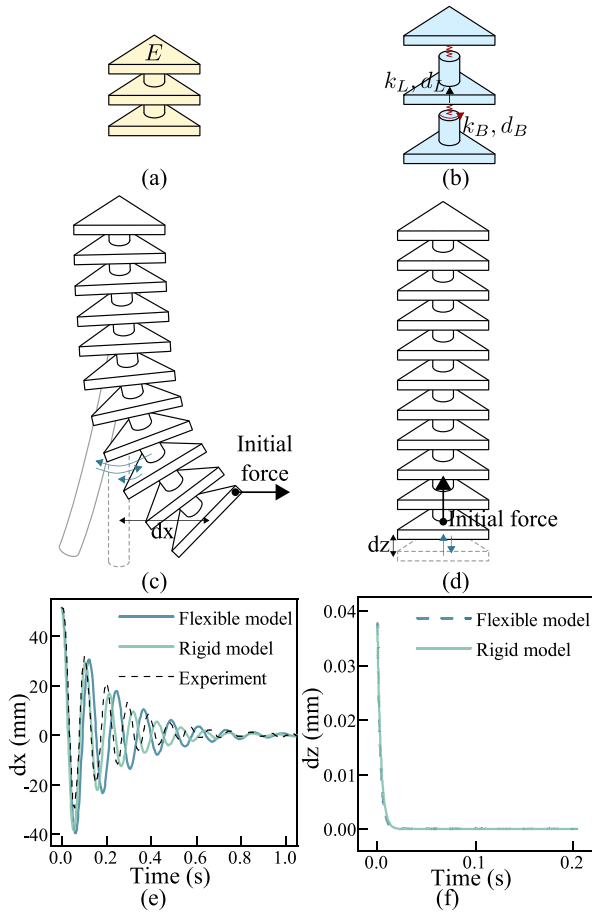 E
(a)
k_L, d_L
k_B, d_B
(b)
Initial
force
dx
(c)
Initial force
dz
(d)
Flexible model
Rigid model
Experiment
40
20
0
-20
-40
dx (mm)
0.0 0.2 0.4 0.6 0.8 1.0
Time (s)
(e)
Flexible model
Rigid model
0.04
0.03
0.02
0.01
0.00
dz (mm)
0.0 0.1 0.2
Time (s)
(f)